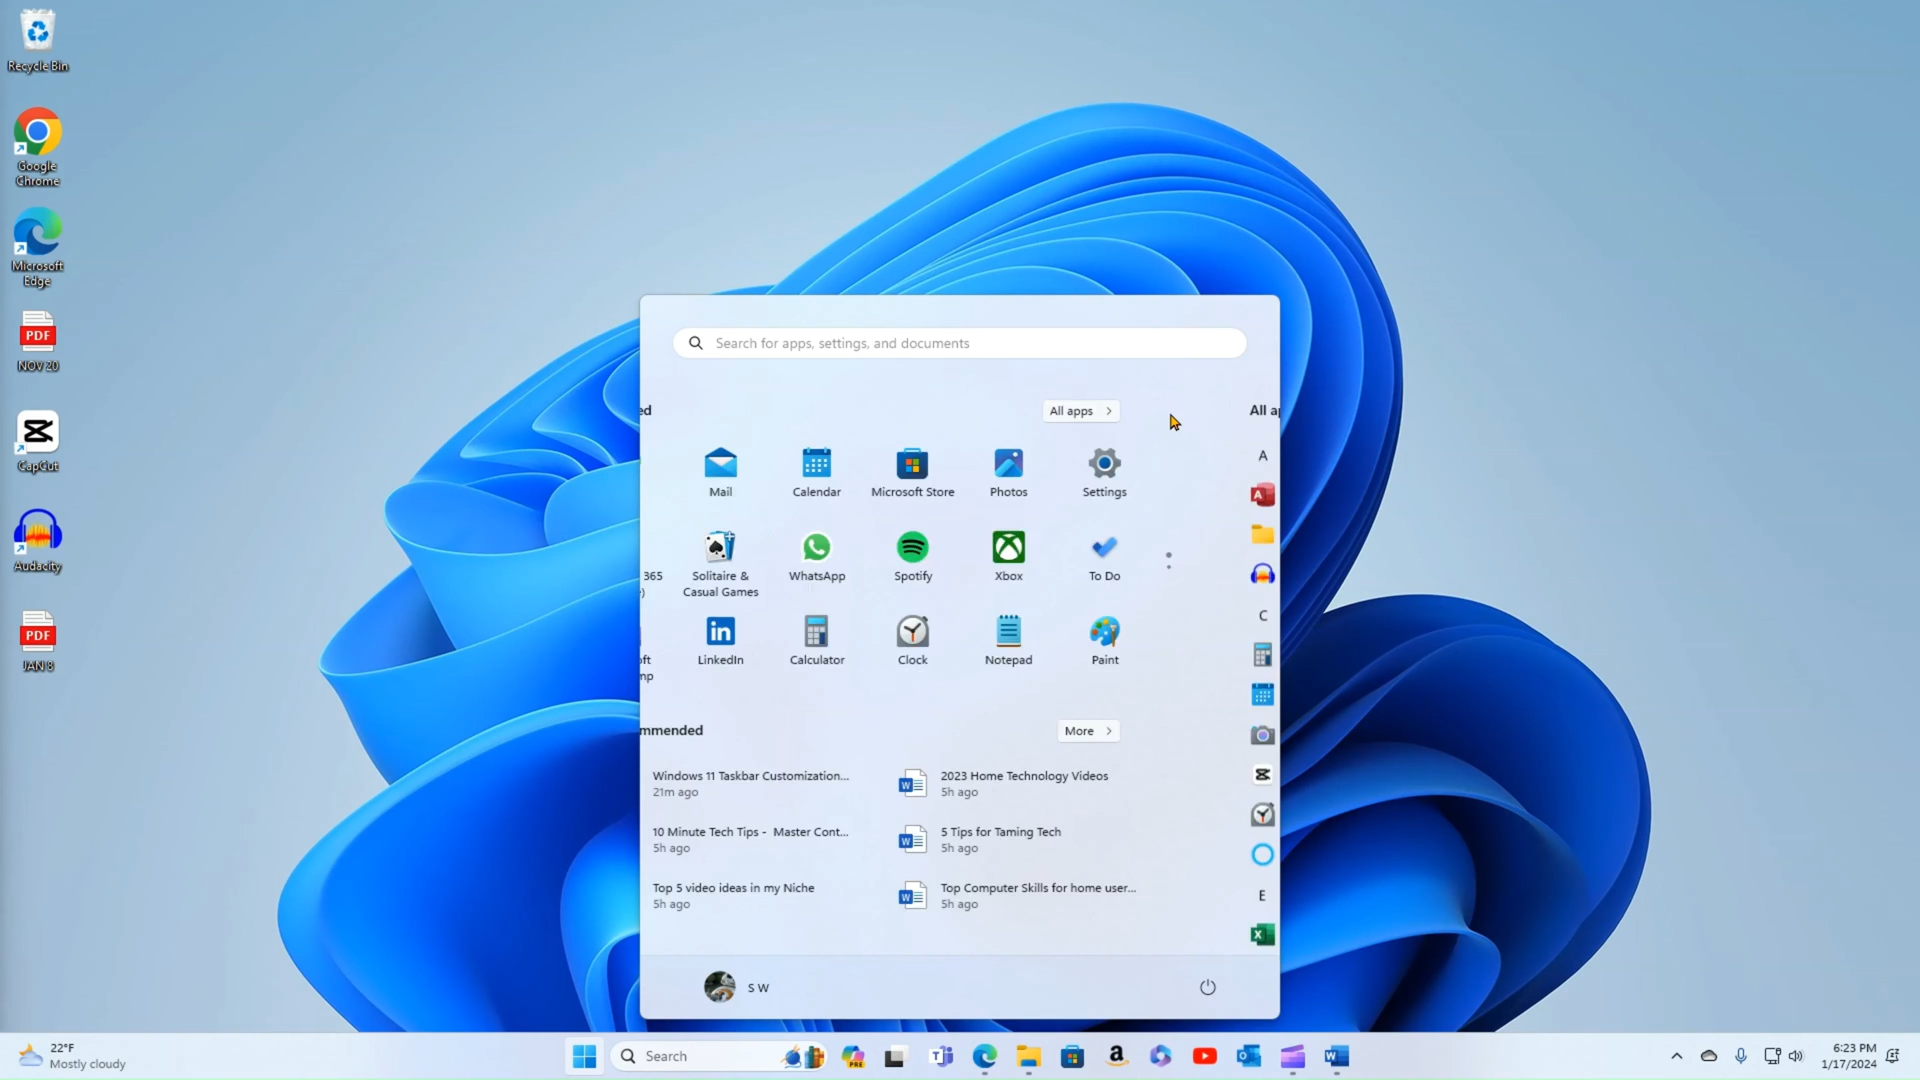 Recycle Bin
Google
Chrome
Microsoft
Edge
PDF
NOV 20
CapCut
Audacity
PDF
JAN 8
Search for apps, settings, and documents
ed
All apps
All ap
Mail
Calendar
Microsoft Store
Photos
Settings
A
365
)
Solitaire &
Casual Games
WhatsApp
Spotify
Xbox
To Do
ft
mp
LinkedIn
Calculator
Clock
Notepad
Paint
C
mmended
More
Windows 11 Taskbar Customization...
21m ago
2023 Home Technology Videos
5h ago
10 Minute Tech Tips - Master Cont...
5h ago
5 Tips for Taming Tech
5h ago
Top 5 video ideas in my Niche
5h ago
Top Computer Skills for home user...
5h ago
E
S W
22°F
Mostly cloudy
Search
PRE
6:23 PM
1/17/2024